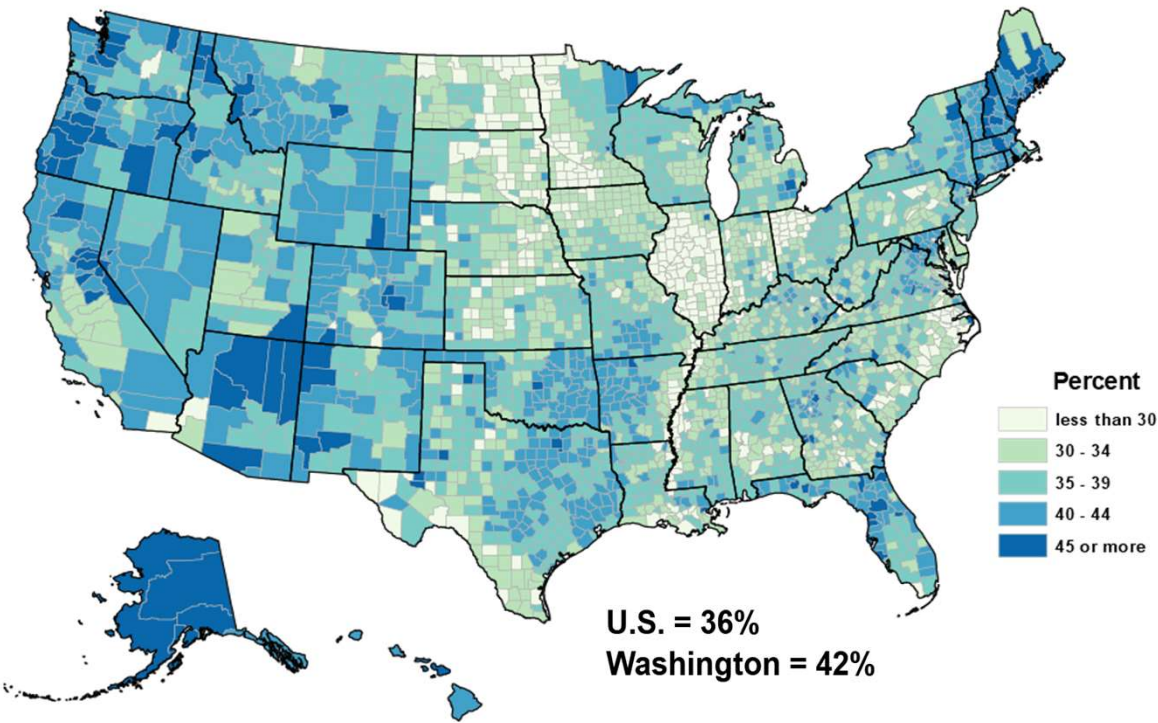 Percent
less than 30
30 - 34
35 - 39
40 - 44
45 or more
U.S. = 36%
Washington = 42%